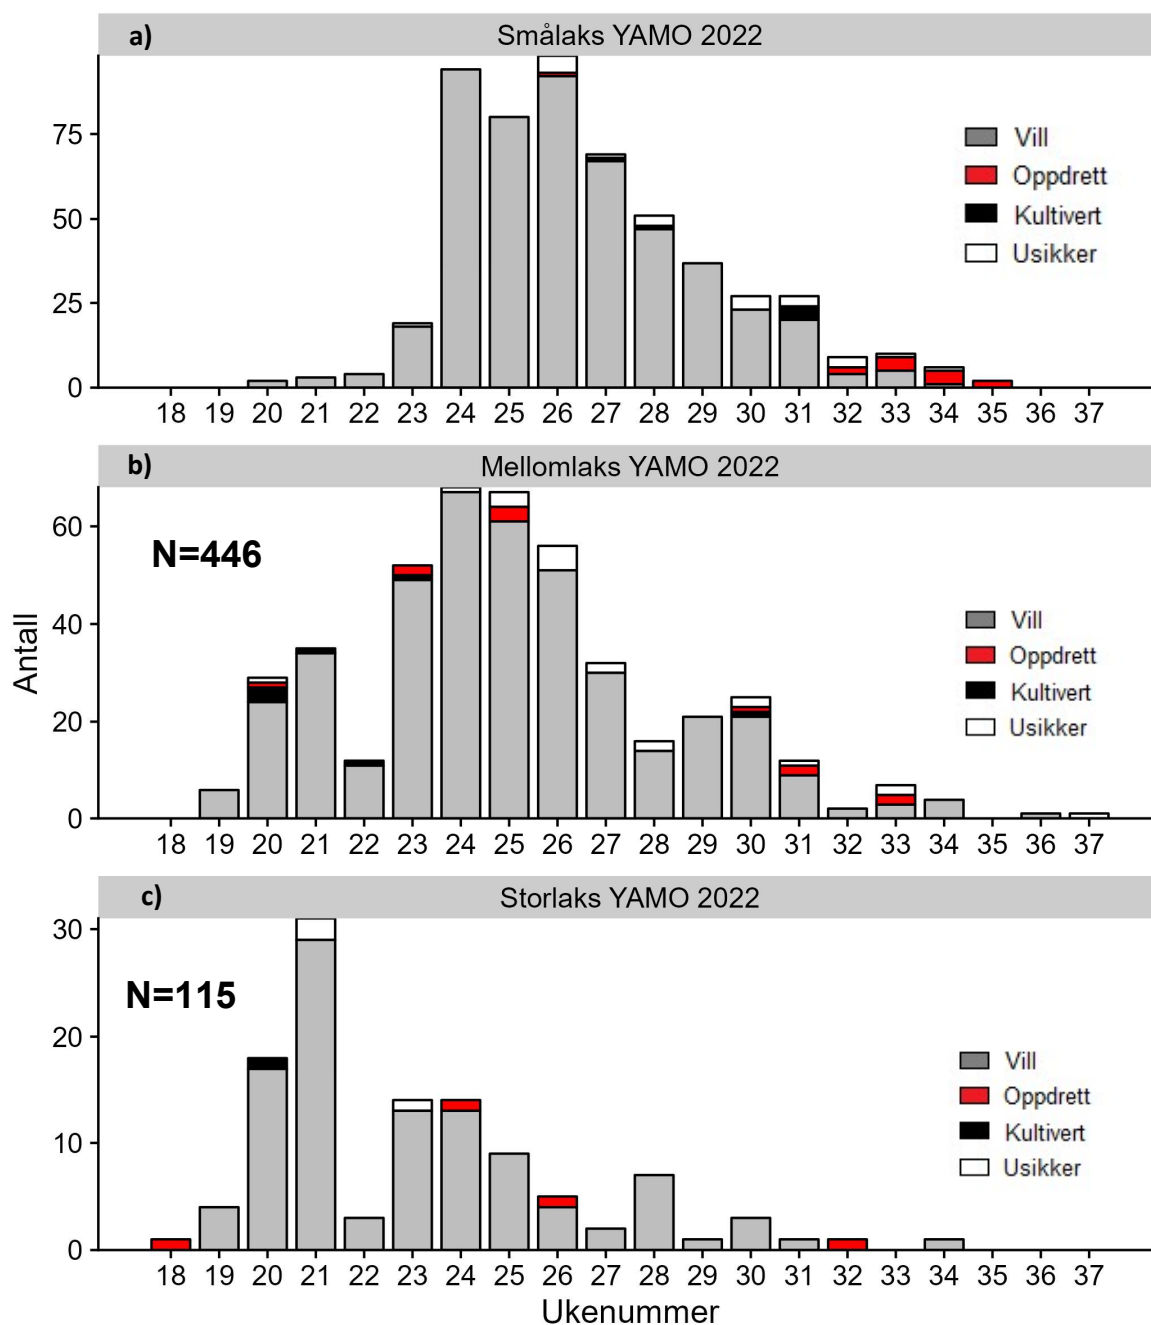 a) Smålaks YAMO 2022
75
50
25
0
Vill
Oppdrett
Kultivert
Usikker
18 19 20 21 22 23 24 25 26 27 28 29 30 31 32 33 34 35 36 37
b) Mellomlaks YAMO 2022
N=446
60
40
20
0
Antall
Vill
Oppdrett
Kultivert
Usikker
18 19 20 21 22 23 24 25 26 27 28 29 30 31 32 33 34 35 36 37
c) Storlaks YAMO 2022
N=115
30
20
10
0
Vill
Oppdrett
Kultivert
Usikker
18 19 20 21 22 23 24 25 26 27 28 29 30 31 32 33 34 35 36 37
Ukenummer